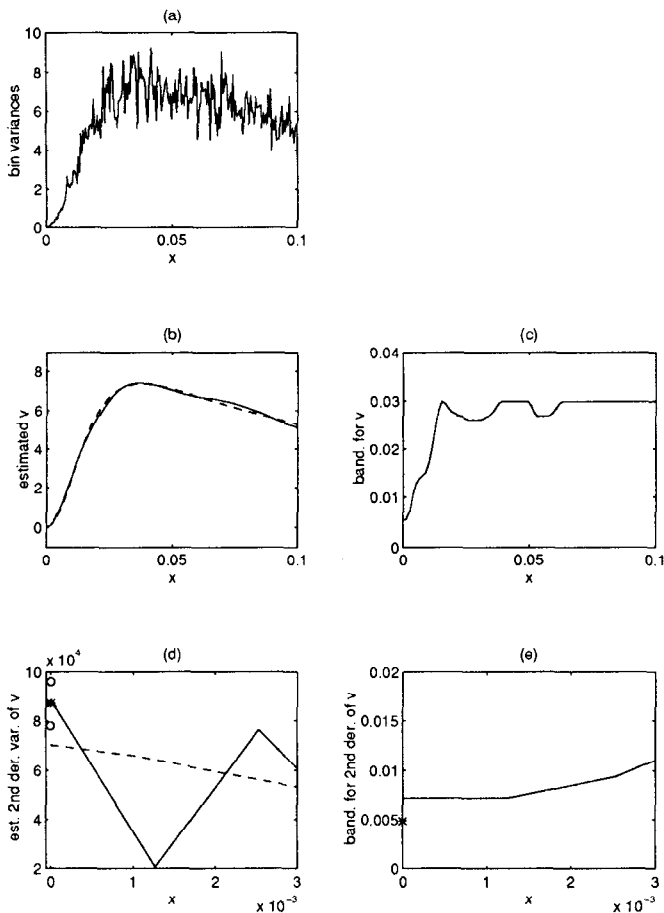 (a)
bin variances
10
8
6
4
2
0
0
0.05
0.1
x
(b)
estimated v
8
6
4
2
0
0
0.05
0.1
x
(c)
band. for v
0.04
0.03
0.02
0.01
0
0
0.05
0.1
x
(d)
x 10⁴
est. 2nd der. var. of v
10
8
6
4
2
0
1
2
3
x
x 10⁻³
(e)
band. for 2nd der. of v
0.02
0.015
0.01
0.005
0
0
1
2
3
x
x 10⁻³